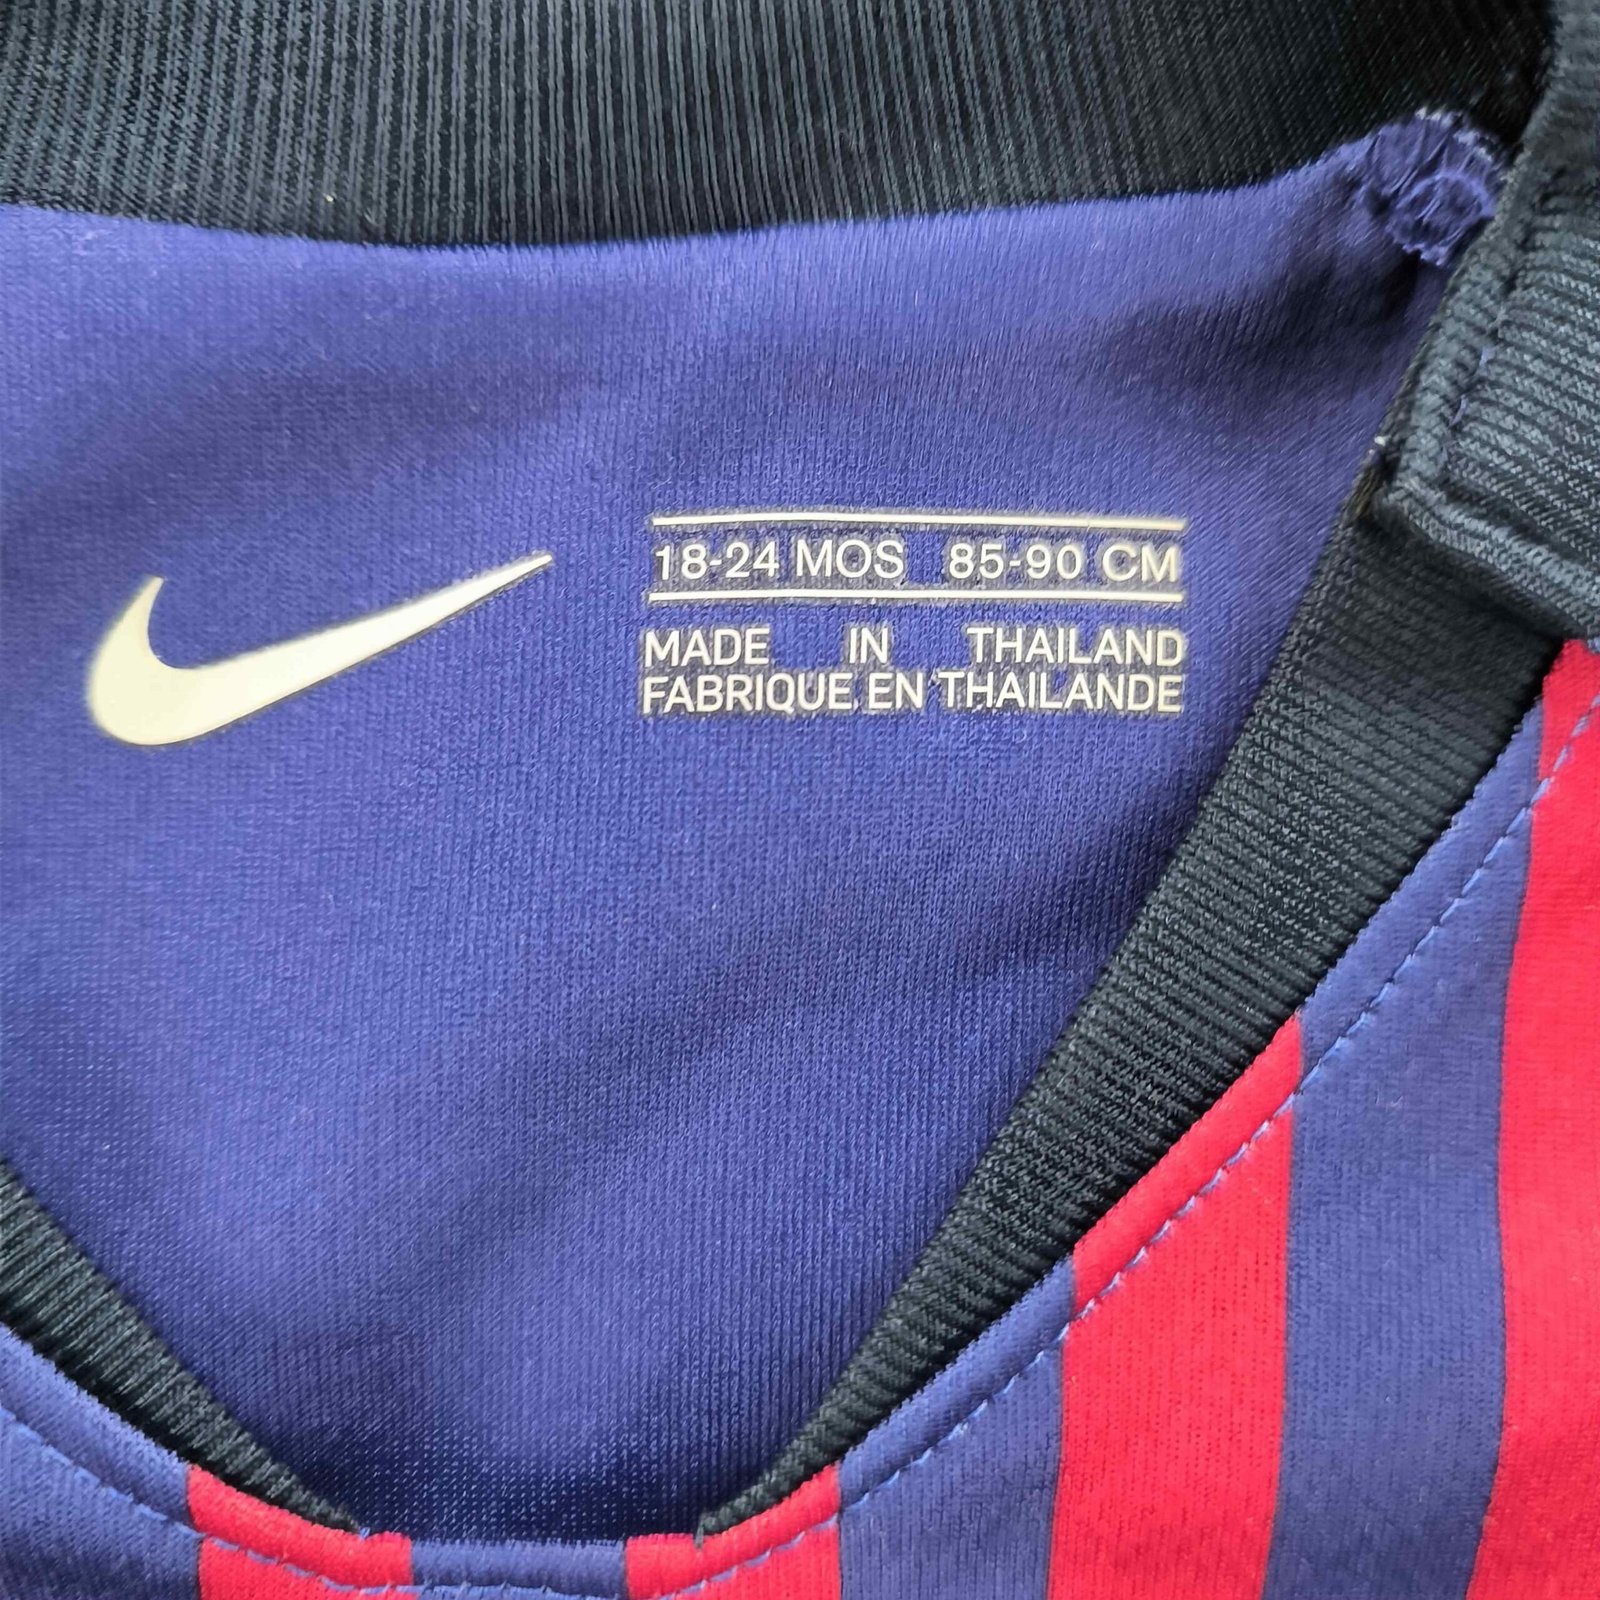 18-24 MOS 85-90 CM
MADE IN THAILAND
FABRIQUE EN THAILANDE